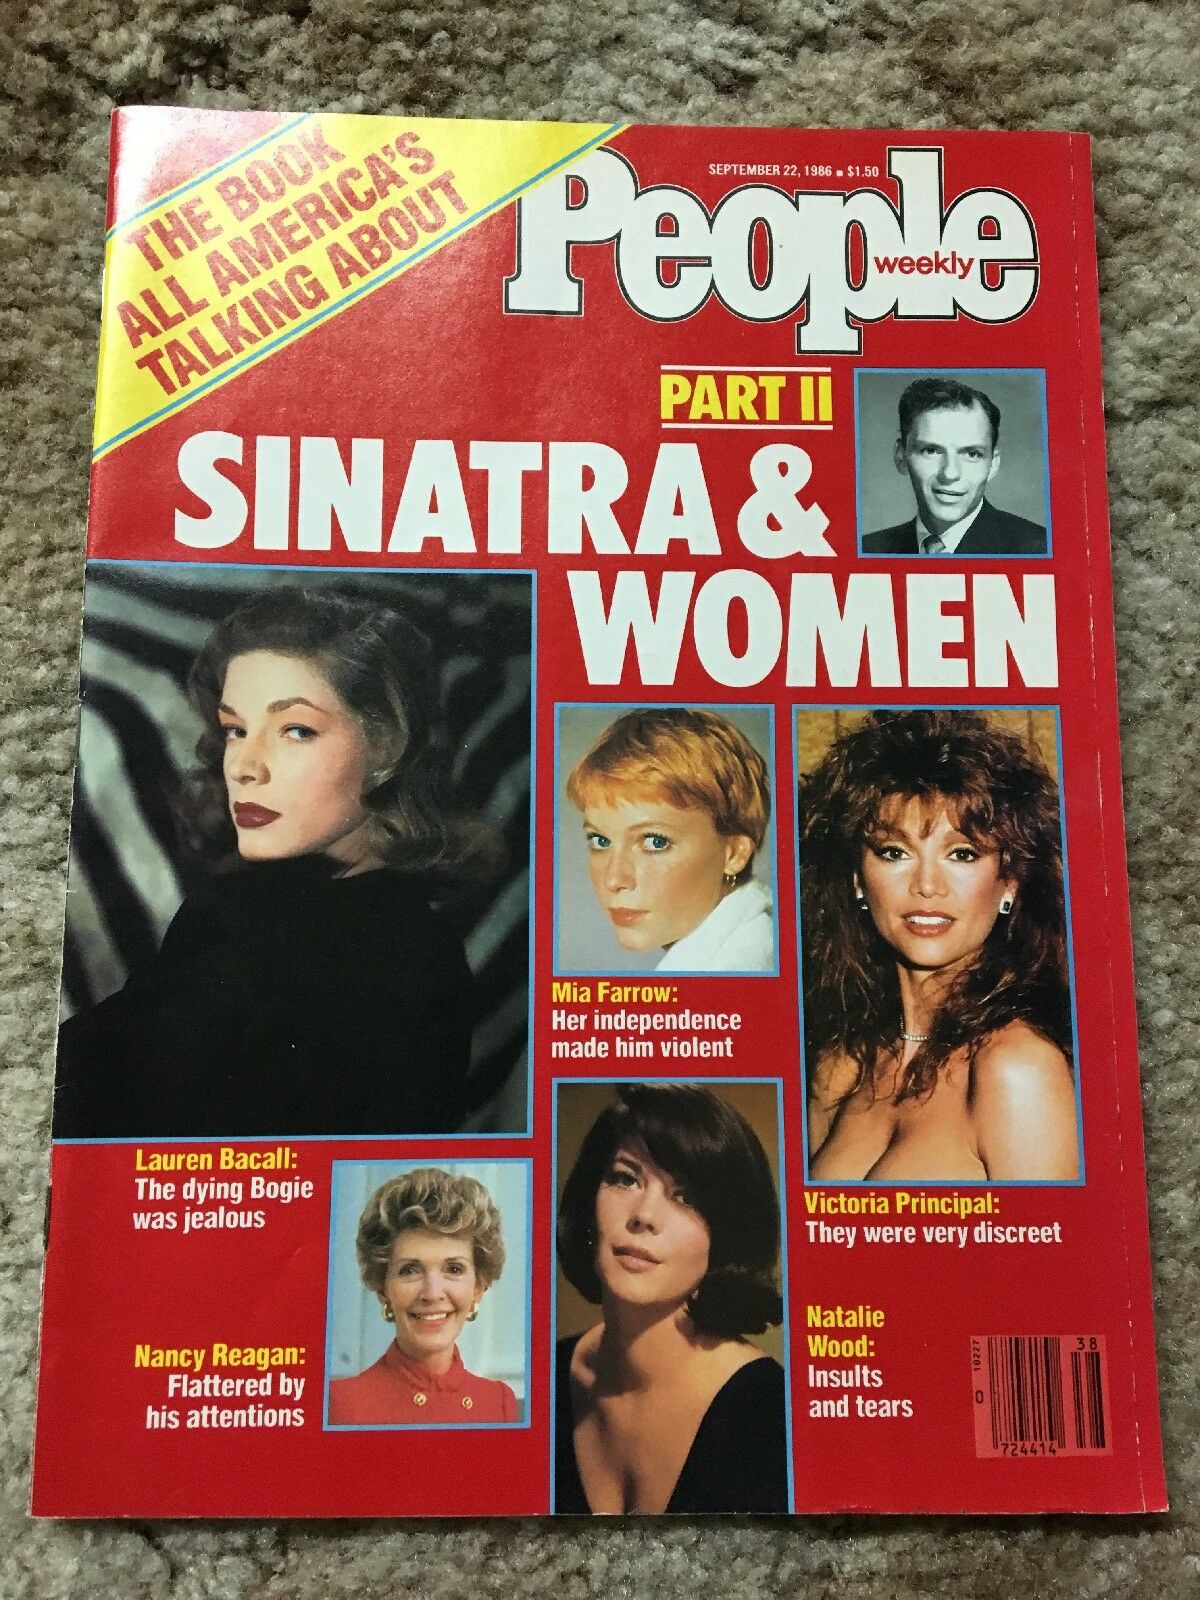 THE BOOK
ALL AMERICA'S
TALKING ABOUT
SEPTEMBER 22, 1986 ■ $1.50
People
weekly
PART II
SINATRA &
WOMEN
Mia Farrow:
Her independence
made him violent
Lauren Bacall:
The dying Bogie
was jealous
Victoria Principal:
They were very discreet
Nancy Reagan:
Flattered by
his attentions
Natalie
Wood:
Insults
and tears
10227
38
0
724414